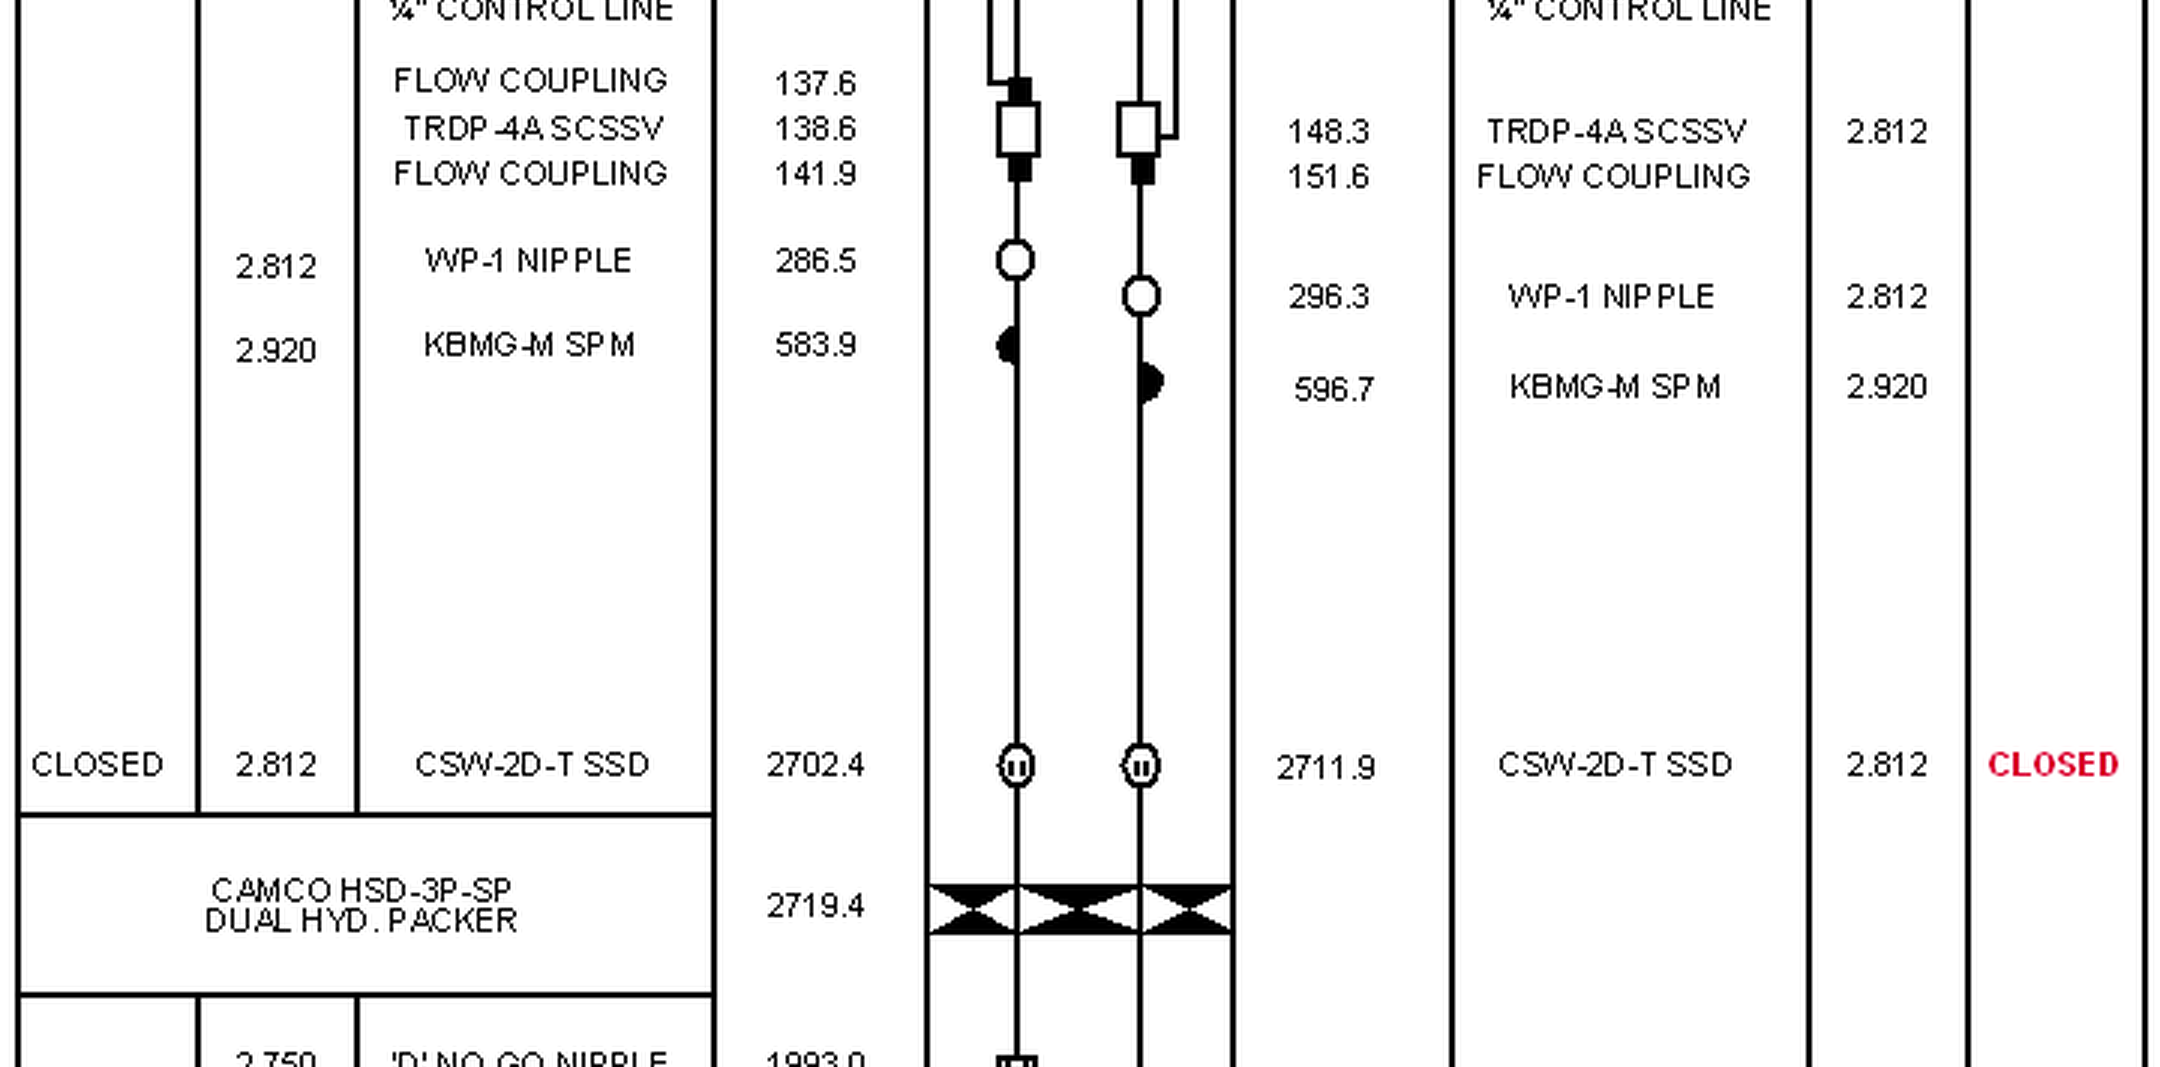 ¼" CONTROL LINE ¼" CONTROL LINE
FLOW COUPLING 137.6
TRDP-4A SCSSV 138.6 148.3 TRDP-4A SCSSV 2.812
FLOW COUPLING 141.9 151.6 FLOW COUPLING
2.812 WP-1 NIPPLE 286.5
296.3 WP-1 NIPPLE 2.812
2.920 KBMG-M SPM 583.9
596.7 KBMG-M SPM 2.920
CLOSED 2.812 CSW-2D-T SSD 2702.4 2711.9 CSW-2D-T SSD 2.812 CLOSED
CAMCO HSD-3P-SP
DUAL HYD. PACKER 2719.4
2.750 'D' NO GO NIPPLE 1993.0